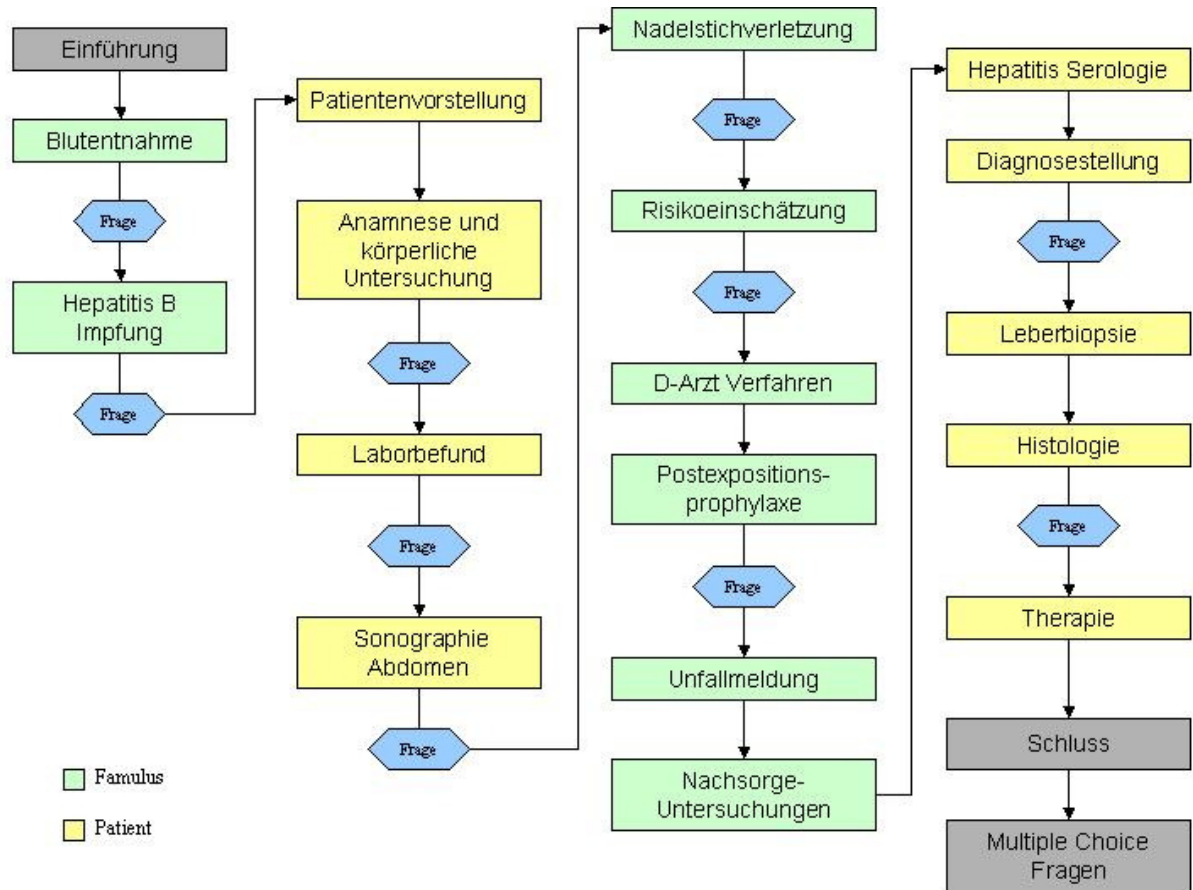 Einführung
Blutentnahme
Frage
Hepatitis B
Impfung
Frage
Patientenvorstellung
Anamnese und
körperliche
Untersuchung
Frage
Laborbefund
Frage
Sonographie
Abdomen
Frage
Nadelstichverletzung
Frage
Risikoeinschätzung
Frage
D-Arzt Verfahren
Postexpositions-
prophylaxe
Frage
Unfallmeldung
Nachsorge-
Untersuchungen
Hepatitis Serologie
Diagnosestellung
Frage
Leberbiopsie
Histologie
Frage
Therapie
Schluss
Multiple Choice
Fragen
Famulus
Patient